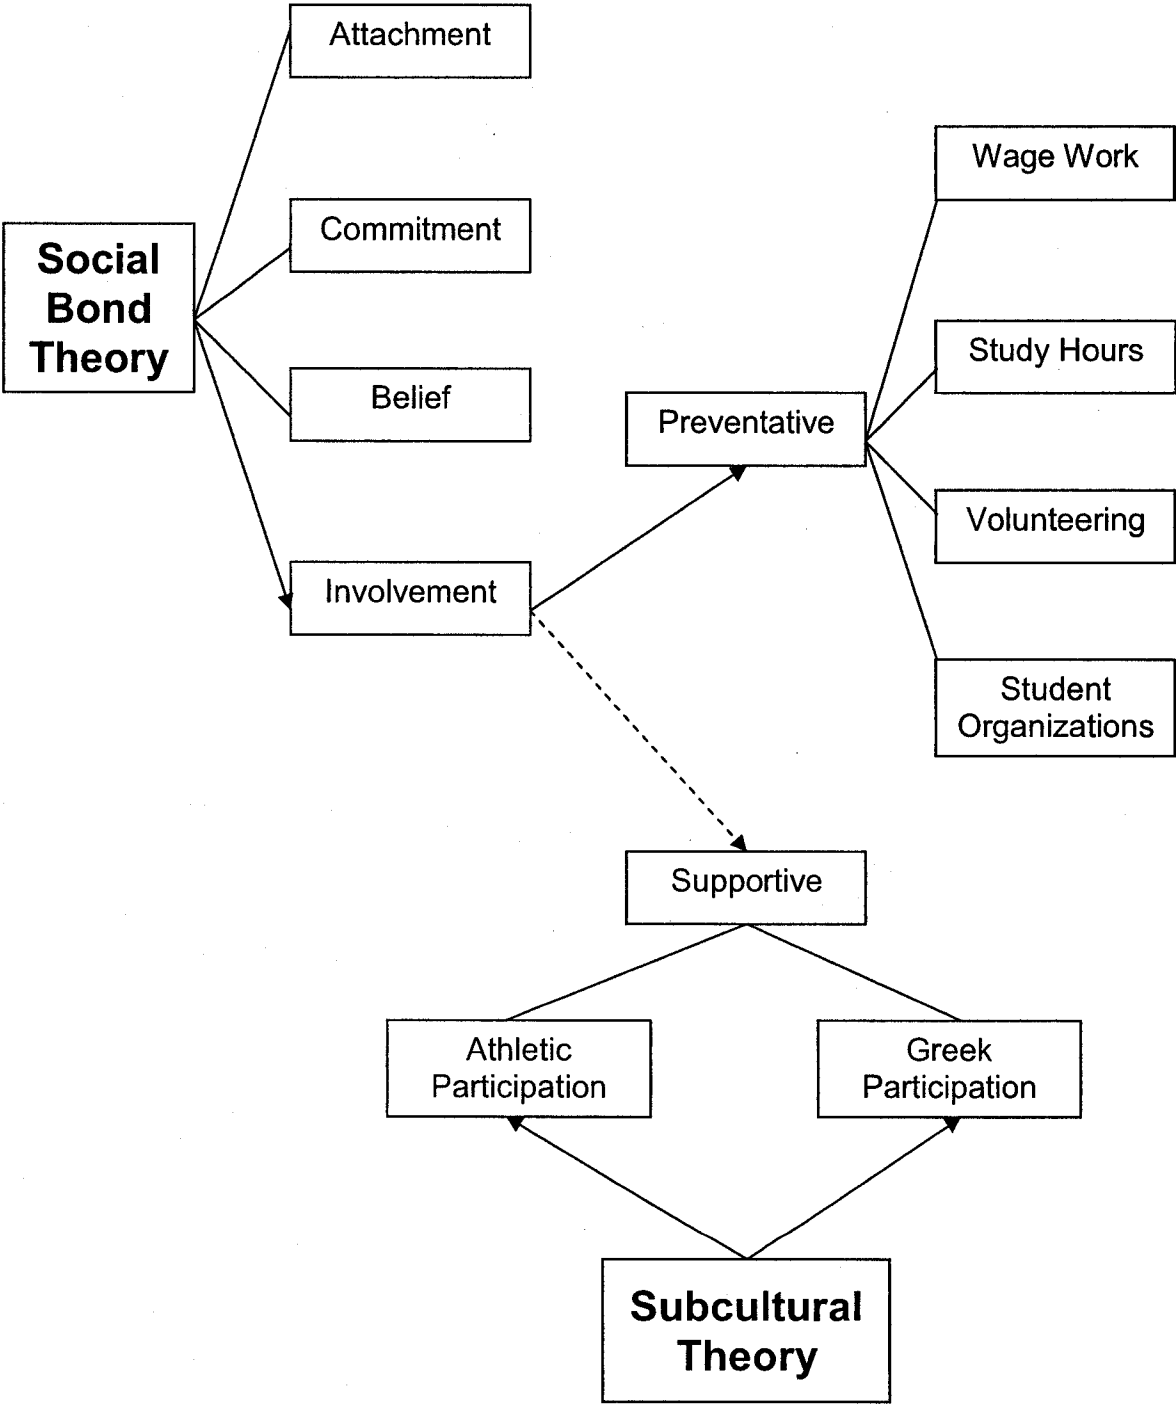 Attachment
Wage Work
Commitment
Social
Bond
Theory
Study Hours
Belief
Preventative
Volunteering
Involvement
Student
Organizations
Supportive
Athletic
Participation
Greek
Participation
Subcultural
Theory